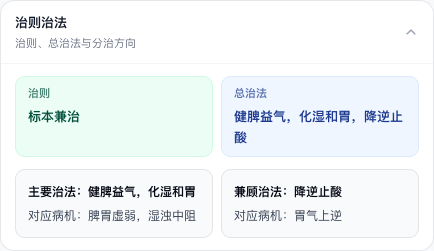 治则治法
治则、总治法与分治方向
治则
标本兼治
总治法
健脾益气，化湿和胃，降逆止
酸
主要治法：健脾益气，化湿和胃
对应病机：脾胃虚弱，湿浊中阻
兼顾治法：降逆止酸
对应病机：胃气上逆